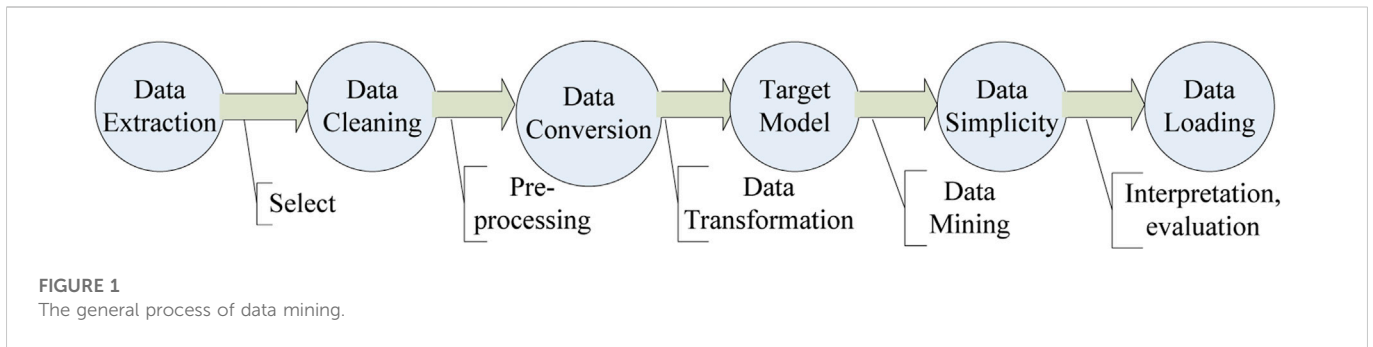 Data
Extraction
Data
Cleaning
Data
Conversion
Target
Model
Data
Simplicity
Data
Loading
Select
Pre-
processing
Data
Transformation
Data
Mining
Interpretation,
evaluation
FIGURE 1
The general process of data mining.